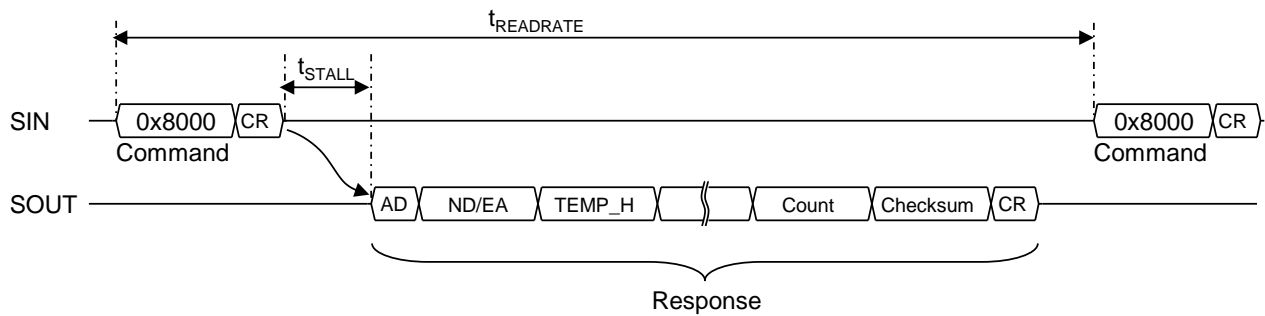 tREADRATE
tSTALL
SIN 0x8000 CR 0x8000 CR
Command Command
SOUT AD ND/EA TEMP_H Count Checksum CR
Response